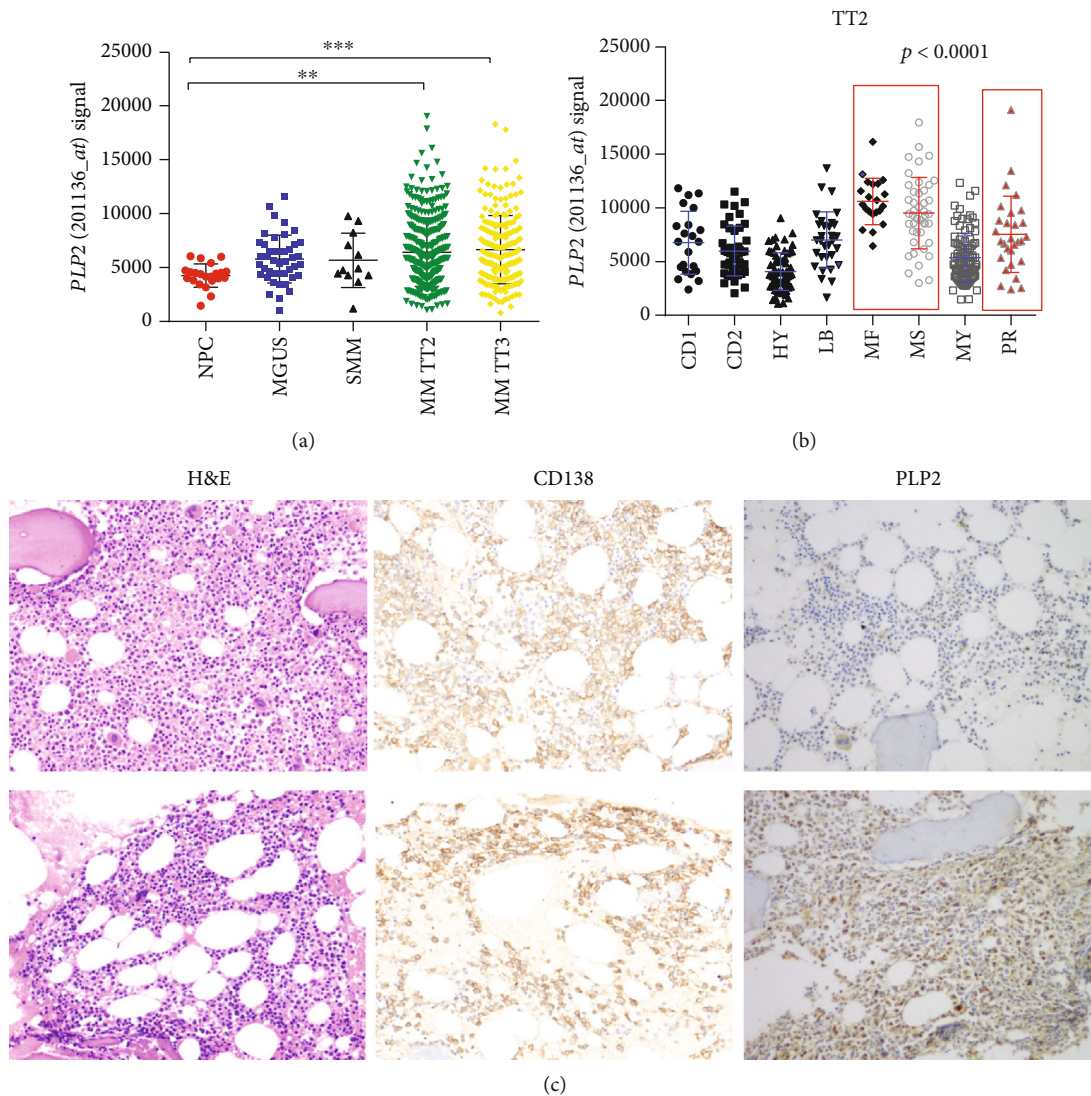 25000
20000
15000
10000
5000
0
PLP2 (201136_at) signal
***
**
NPC
MGUS
SMM
MM TT2
MM TT3
(a)
TT2
p < 0.0001
25000
20000
15000
10000
5000
0
PLP2 (201136_at) signal
CD1
CD2
HY
LB
MF
MS
MY
PR
(b)
H&E
CD138
PLP2
(c)